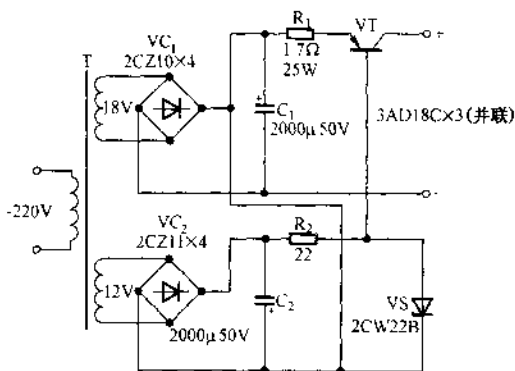 R₁
VT
VC₁
1.7Ω
2CZ10×4
25W
+
T
18V
+
C₁
2000μ 50V
3AD18C×3(并联)
-
~220V
VC₂
2CZ11×4
R₂
22
12V
C₂
+
VS
2CW22B
2000μ 50V